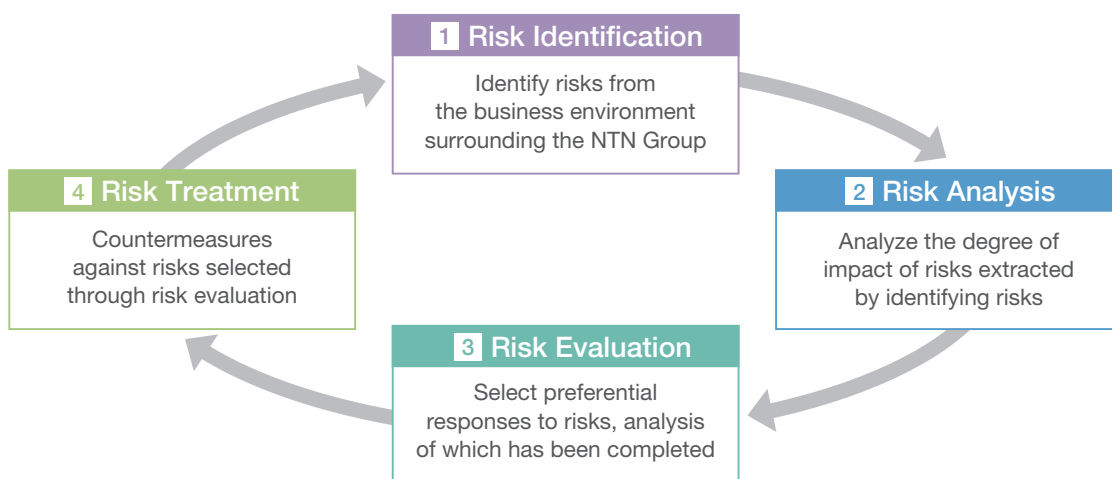 1 Risk Identification
Identify risks from
the business environment
surrounding the NTN Group
2 Risk Analysis
Analyze the degree of
impact of risks extracted
by identifying risks
3 Risk Evaluation
Select preferential
responses to risks, analysis
of which has been completed
4 Risk Treatment
Countermeasures
against risks selected
through risk evaluation